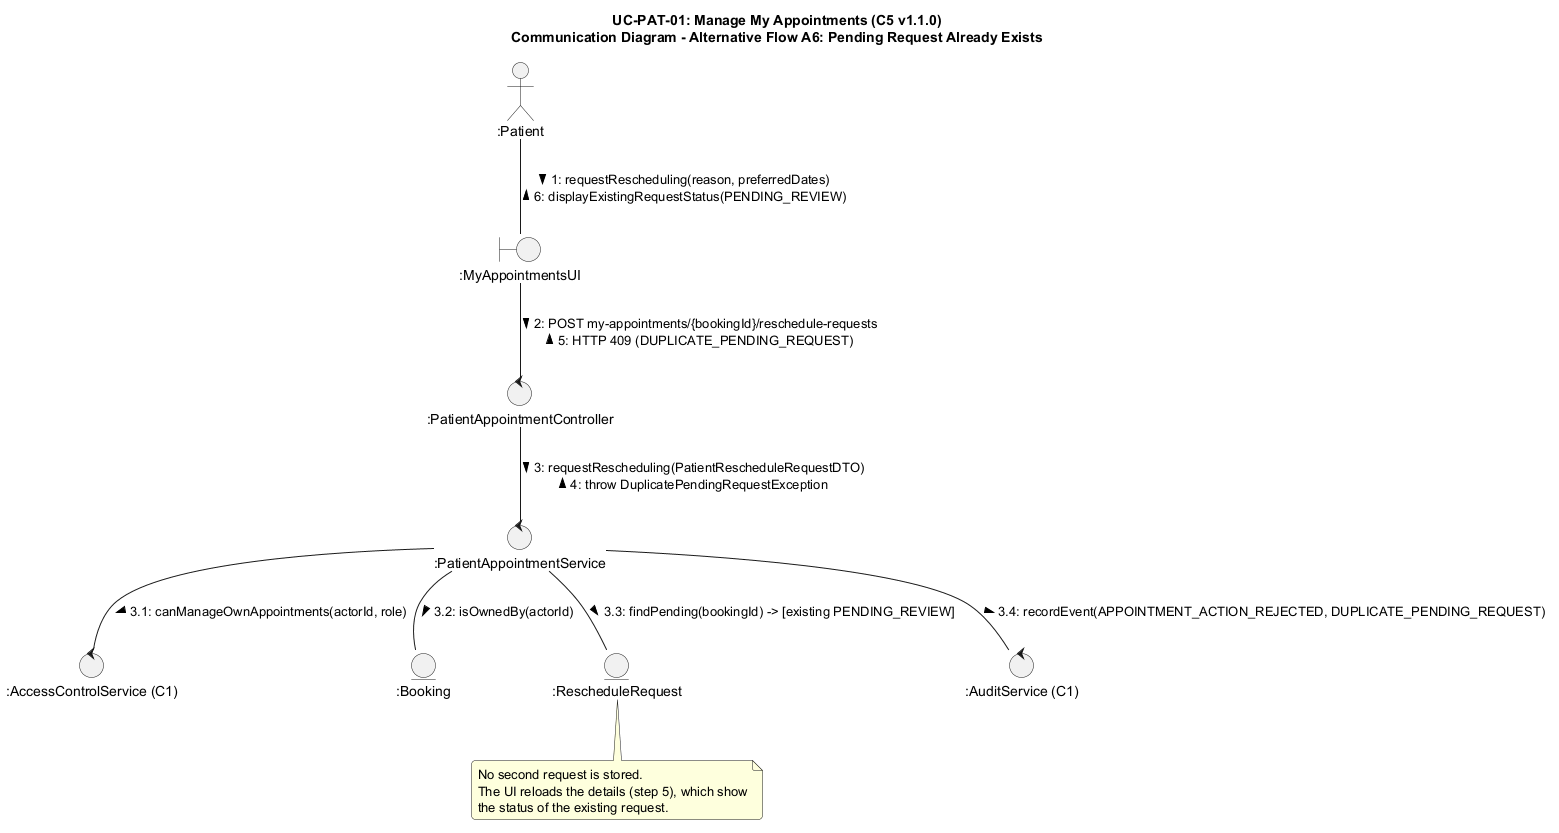 UC-PAT-01: Manage My Appointments (C5 v1.1.0)
Communication Diagram - Alternative Flow A6: Pending Request Already Exists
:Patient
1: requestRescheduling(reason, preferredDates)
6: displayExistingRequestStatus(PENDING_REVIEW)
:MyAppointmentsUI
2: POST my-appointments/{bookingId}/reschedule-requests
5: HTTP 409 (DUPLICATE_PENDING_REQUEST)
:PatientAppointmentController
3: requestRescheduling(PatientRescheduleRequestDTO)
4: throw DuplicatePendingRequestException
:PatientAppointmentService
3.1: canManageOwnAppointments(actorId, role)
3.2: isOwnedBy(actorId)
3.3: findPending(bookingId) -> [existing PENDING_REVIEW]
3.4: recordEvent(APPOINTMENT_ACTION_REJECTED, DUPLICATE_PENDING_REQUEST)
:AccessControlService (C1)
:Booking
:RescheduleRequest
:AuditService (C1)
No second request is stored.
The UI reloads the details (step 5), which show
the status of the existing request.